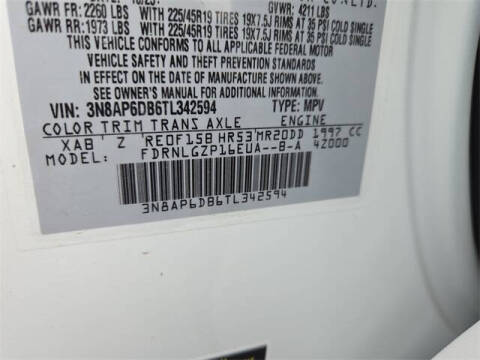 GVWR: 4211 LBS
GAWR FR: 2260 LBS WITH 225/45R19 TIRES 19X7.5J RIMS AT 35 PSI COLD SINGLE
GAWR RR: 1973 LBS WITH 225/45R19 TIRES 19X7.5J RIMS AT 35 PSI COLD SINGLE
THIS VEHICLE CONFORMS TO ALL APPLICABLE FEDERAL MOTOR
VEHICLE SAFETY AND THEFT PREVENTION STANDARDS
IN EFFECT ON THE DATE OF MANUFACTURE SHOWN ABOVE.
SEE OWNER'S MANUAL FOR ADDITIONAL INFORMATION
VIN: 3N8AP6DB6TL342594 TYPE: MPV
COLOR TRIM TRANS AXLE ENGINE
XAB Z RE0F15B HR53 MR20DD 1997 CC
MODEL: FDRNLGZP16EUA--B-A 42000
3N8AP6DB6TL342594